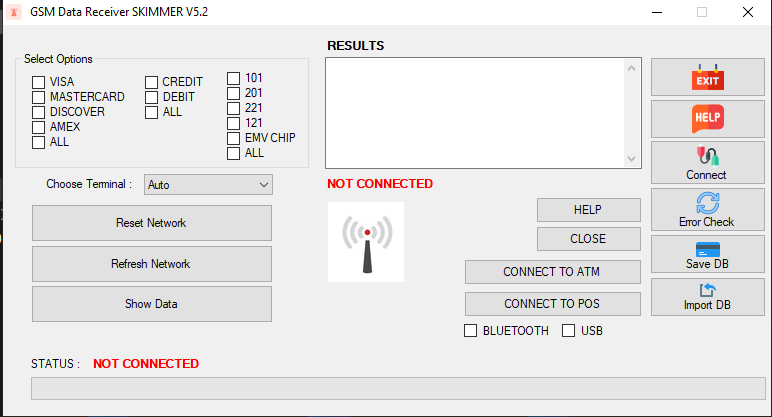 GSM Data Receiver SKIMMER V5.2
Select Options
VISA
MASTERCARD
DISCOVER
AMEX
ALL
CREDIT
DEBIT
ALL
101
201
221
121
EMV CHIP
ALL
Choose Terminal :
Auto
Reset Network
Refresh Network
Show Data
RESULTS
NOT CONNECTED
HELP
CLOSE
CONNECT TO ATM
CONNECT TO POS
BLUETOOTH
USB
EXIT
HELP
Connect
Error Check
Save DB
Import DB
STATUS : NOT CONNECTED